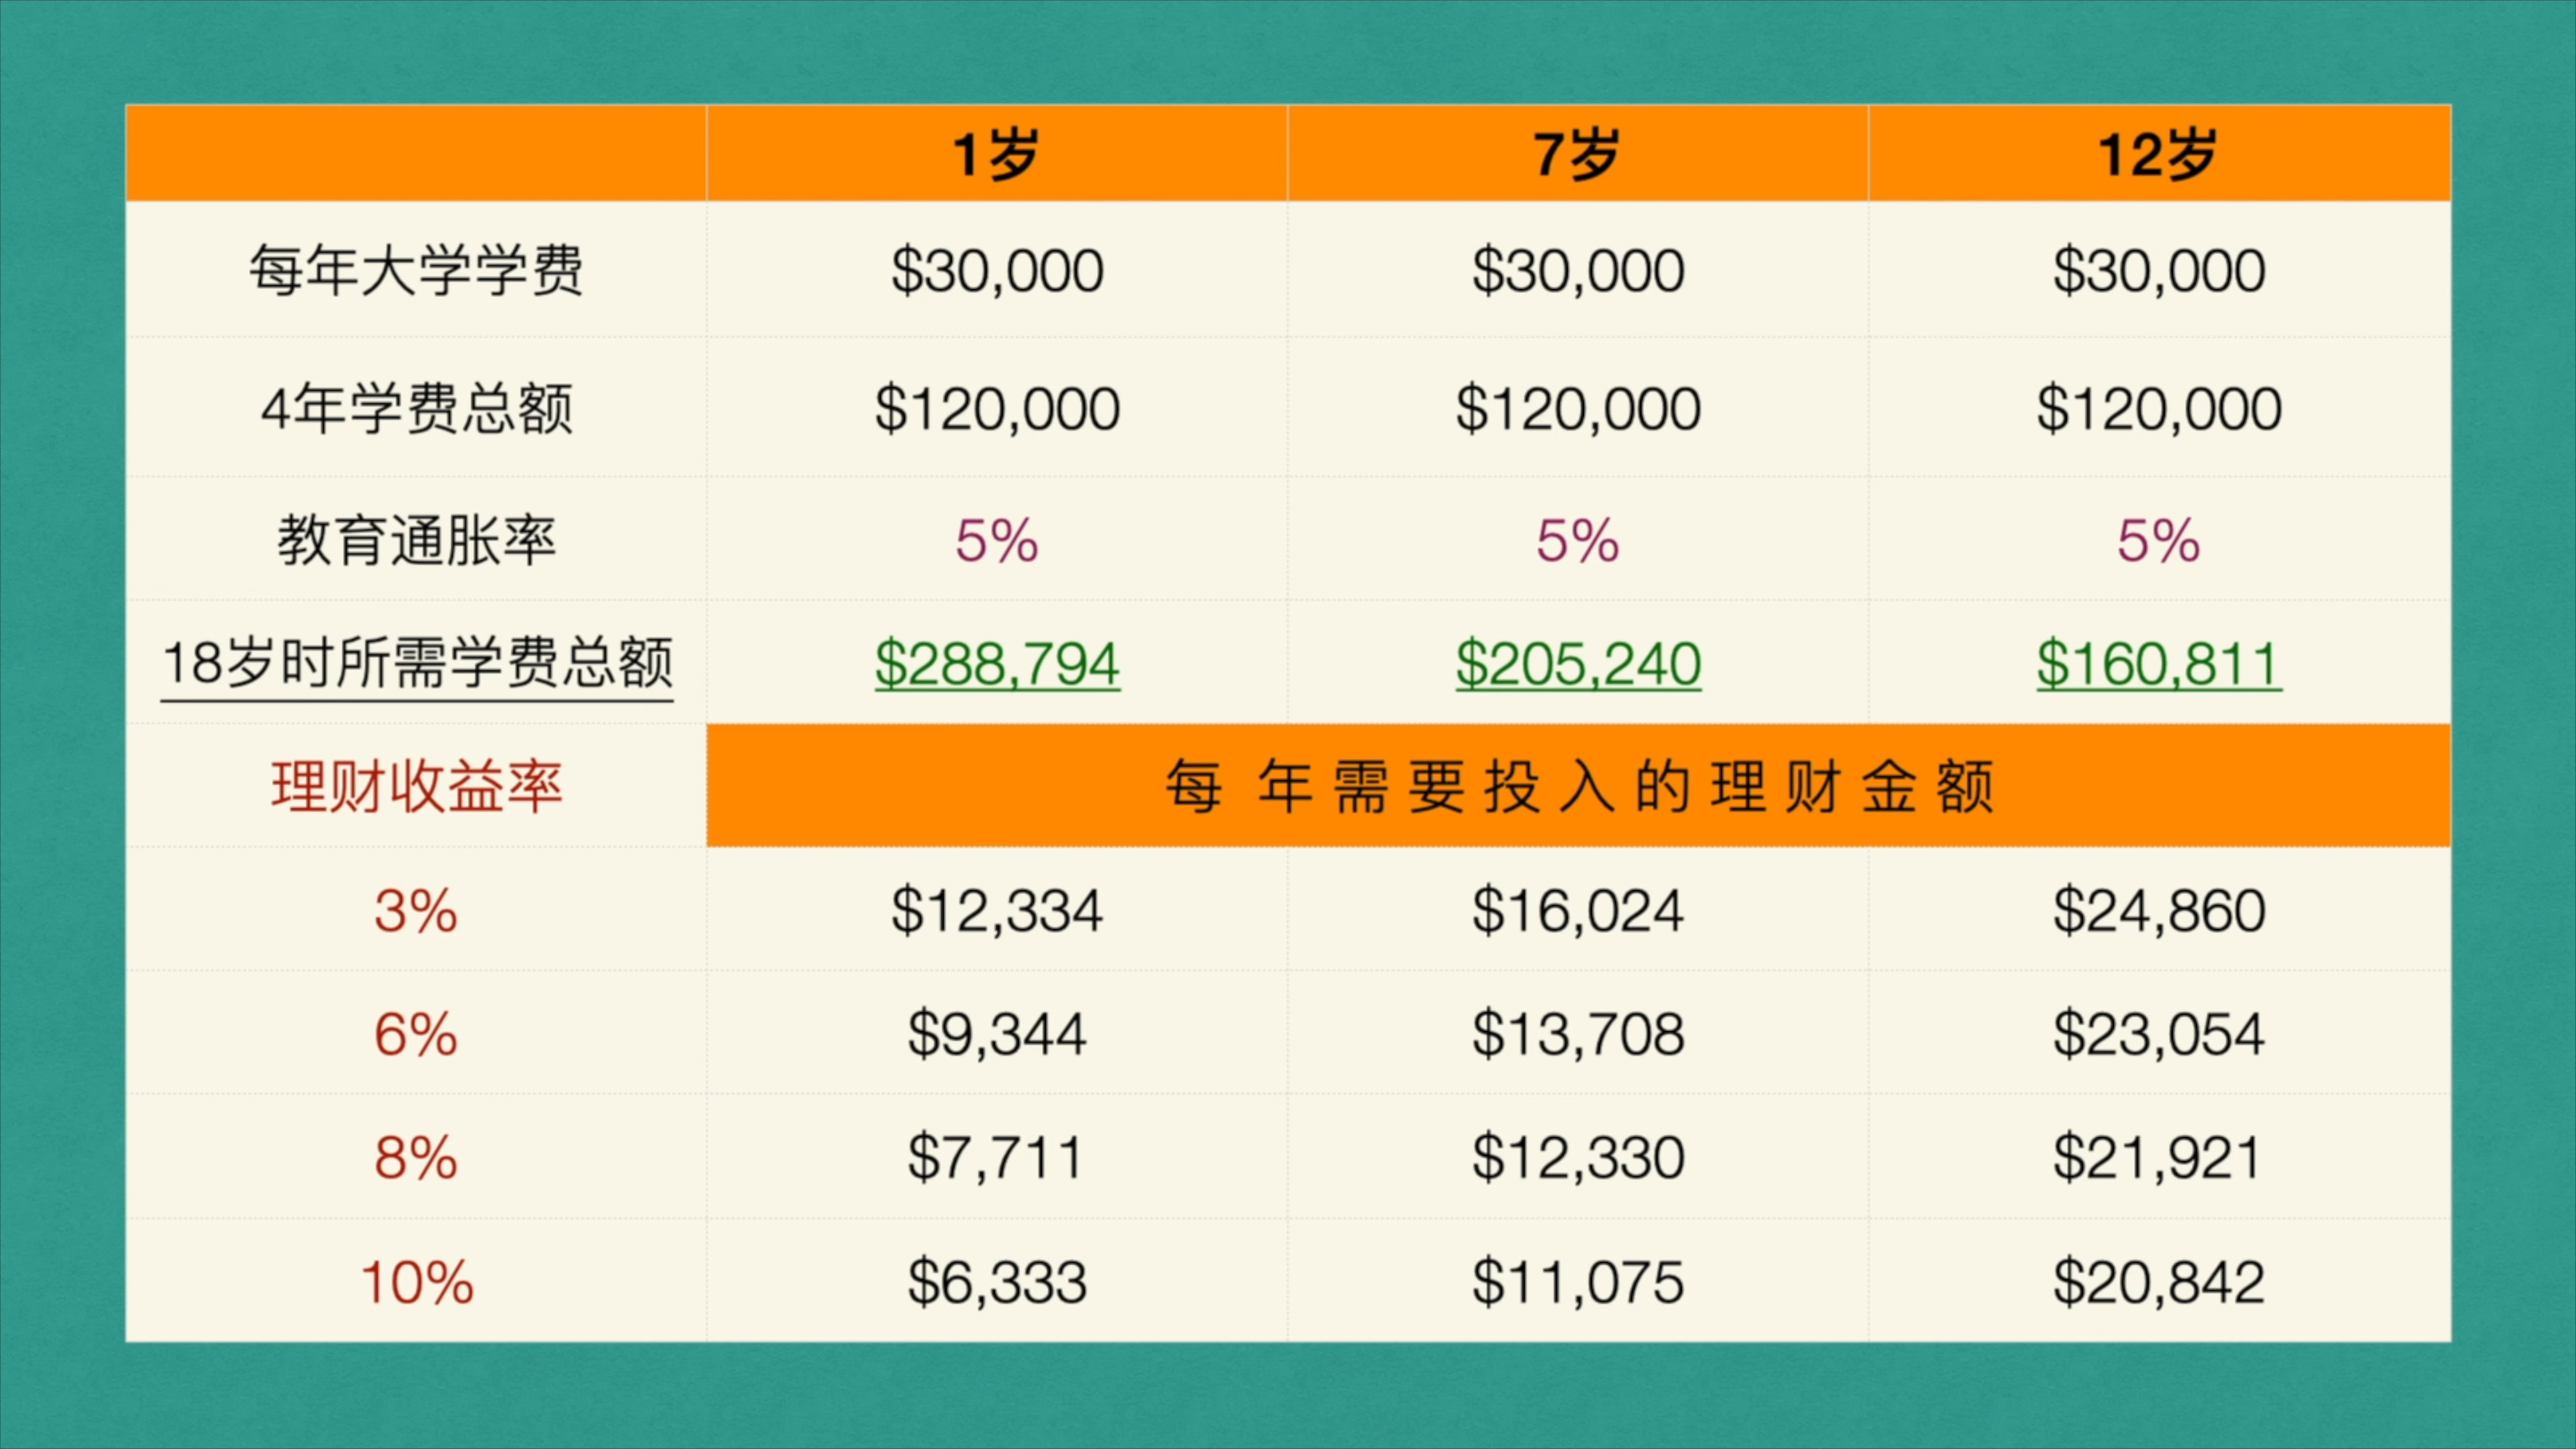 1岁 7岁 12岁
每年大学学费 $30,000 $30,000 $30,000
4年学费总额 $120,000 $120,000 $120,000
教育通胀率 5% 5% 5%
18岁时所需学费总额 $288,794 $205,240 $160,811
理财收益率 每 年 需 要 投 入 的 理 财 金 额
3% $12,334 $16,024 $24,860
6% $9,344 $13,708 $23,054
8% $7,711 $12,330 $21,921
10% $6,333 $11,075 $20,842